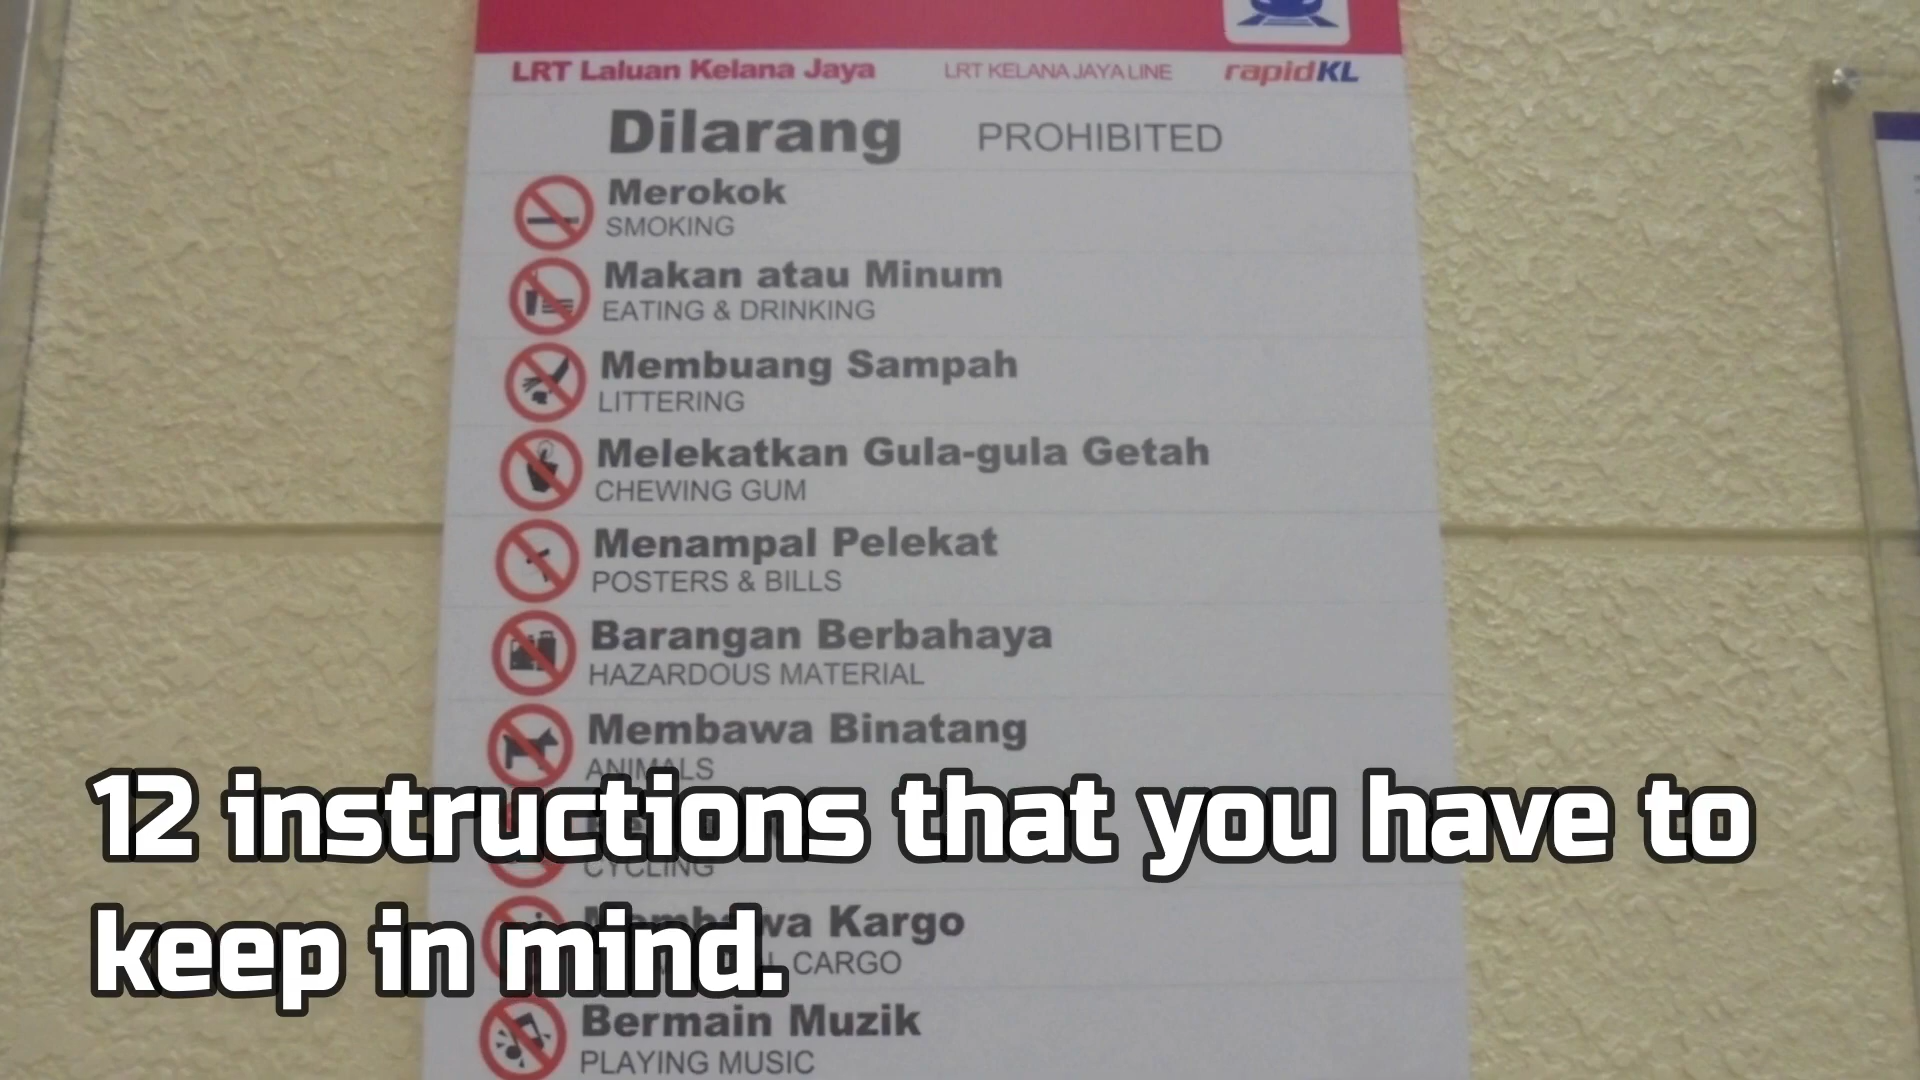 LRT Laluan Kelana Jaya LRT KELANA JAYA LINE rapidKL
Dilarang PROHIBITED
Merokok
SMOKING
Makan atau Minum
EATING & DRINKING
Membuang Sampah
LITTERING
Melekatkan Gula-gula Getah
CHEWING GUM
Menampal Pelekat
POSTERS & BILLS
Barangan Berbahaya
HAZARDOUS MATERIAL
Membawa Binatang
ANIMALS
12 instructions that you have to
CYCLING
Membawa Kargo
keep in mind.
CARGO
Bermain Muzik
PLAYING MUSIC